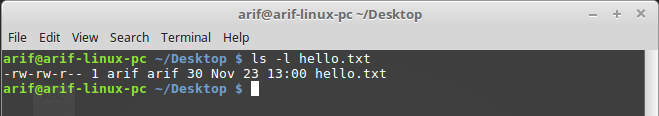 arif@arif-linux-pc ~/Desktop
File Edit View Search Terminal Help
arif@arif-linux-pc ~/Desktop $ ls -l hello.txt
-rw-rw-r-- 1 arif arif 30 Nov 23 13:00 hello.txt
arif@arif-linux-pc ~/Desktop $